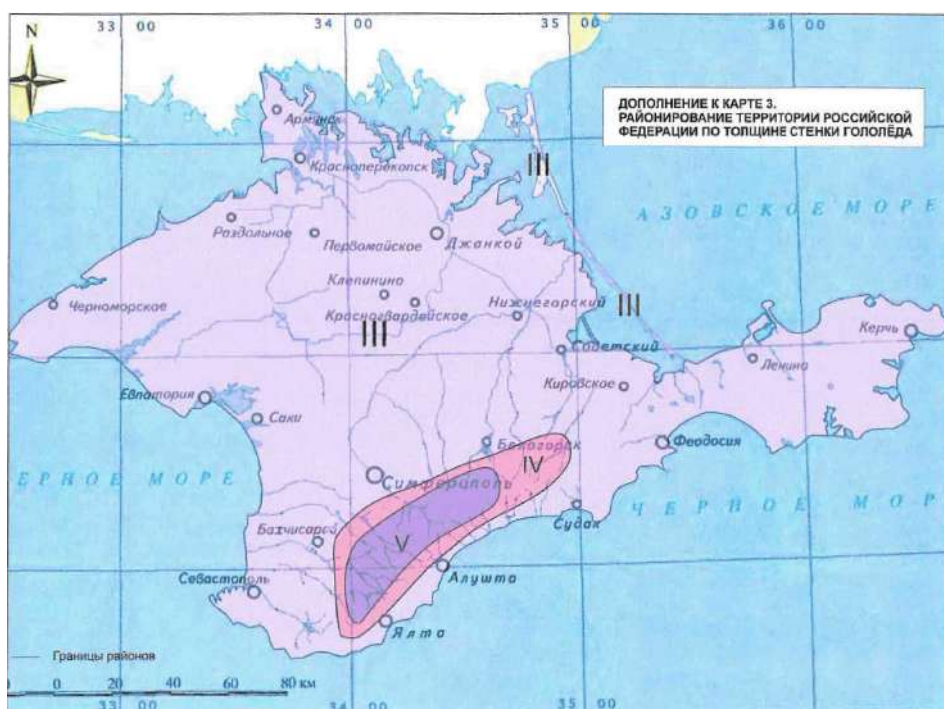 33 00
34 00
35 00
36 00
N
ДОПОЛНЕНИЕ К КАРТЕ 3.
РАЙОНИРОВАНИЕ ТЕРРИТОРИИ РОССИЙСКОЙ
ФЕДЕРАЦИИ ПО ТОЛЩИНЕ СТЕНКИ ГОЛОЛЁДА
Армянск
Красноперекопск
III
АЗОВСКОЕ МОРЕ
Раздольное
Первомайское
Джанкой
Клепинино
Черноморское
Красногвардейское
Нижнегорский
III
III
Керчь
Советский
Ленино
Кировское
Евпатория
Саки
Белогорск
Феодосия
IV
ЕРНОЕ МОРЕ
Симферополь
ЧЕРНОЕ МОР
Судак
Бахчисарай
V
Алушта
Севастополь
Ялта
Границы районов
0 20 40 60 80 км
33 00
34 00
35 00